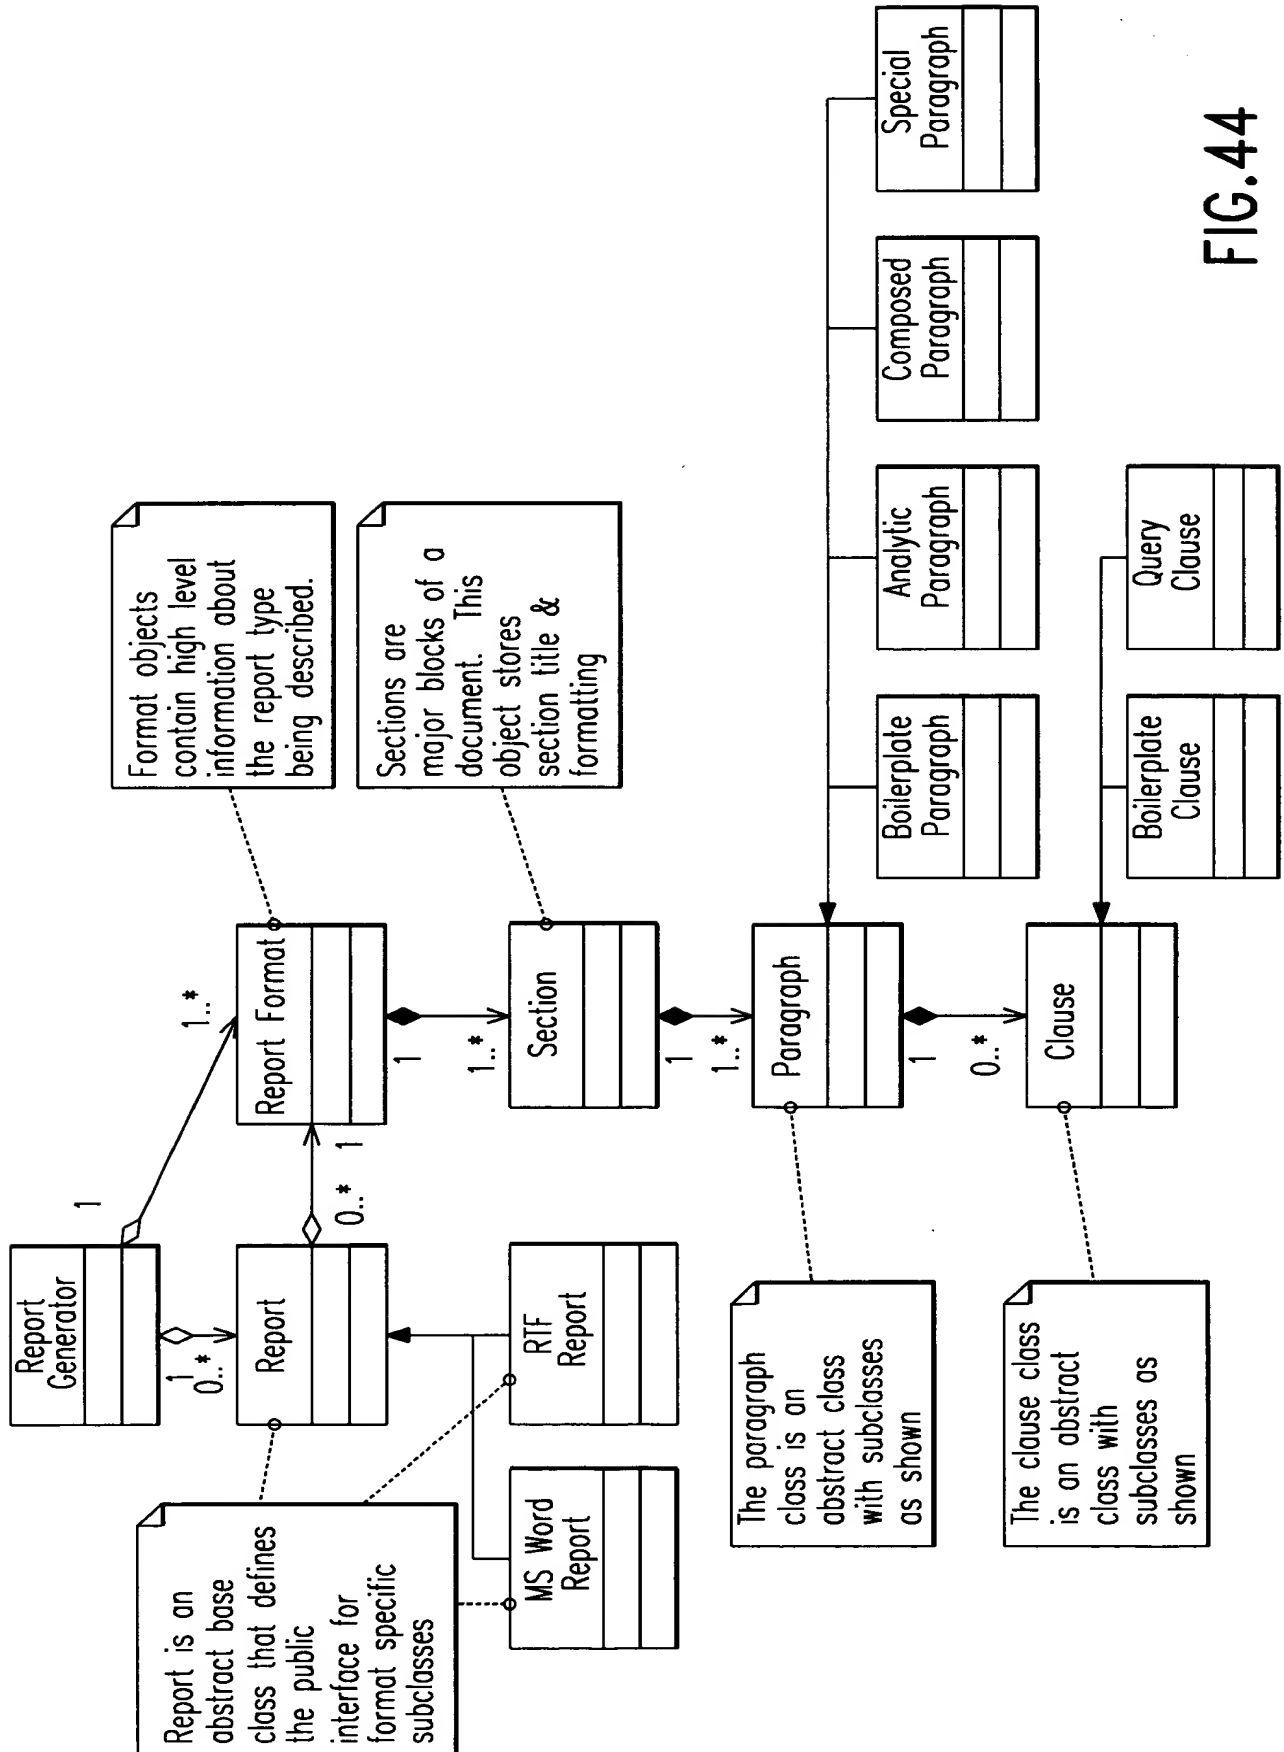 Report
Generator
1
1..*
1
0..*
Report is an
abstract base
class that defines
the public
interface for
format specific
subclasses
Report
0..*
1
Report Format
Format objects
contain high level
information about
the report type
being described.
1
1..*
MS Word
Report
RTF
Report
Section
Sections are
major blocks of a
document. This
object stores
section title &
formatting
1
1..*
The paragraph
class is an
abstract class
with subclasses
as shown
Paragraph
Boilerplate
Paragraph
Analytic
Paragraph
Composed
Paragraph
Special
Paragraph
1
0..*
The clause class
is an abstract
class with
subclasses as
shown
Clause
Boilerplate
Clause
Query
Clause
FIG.44